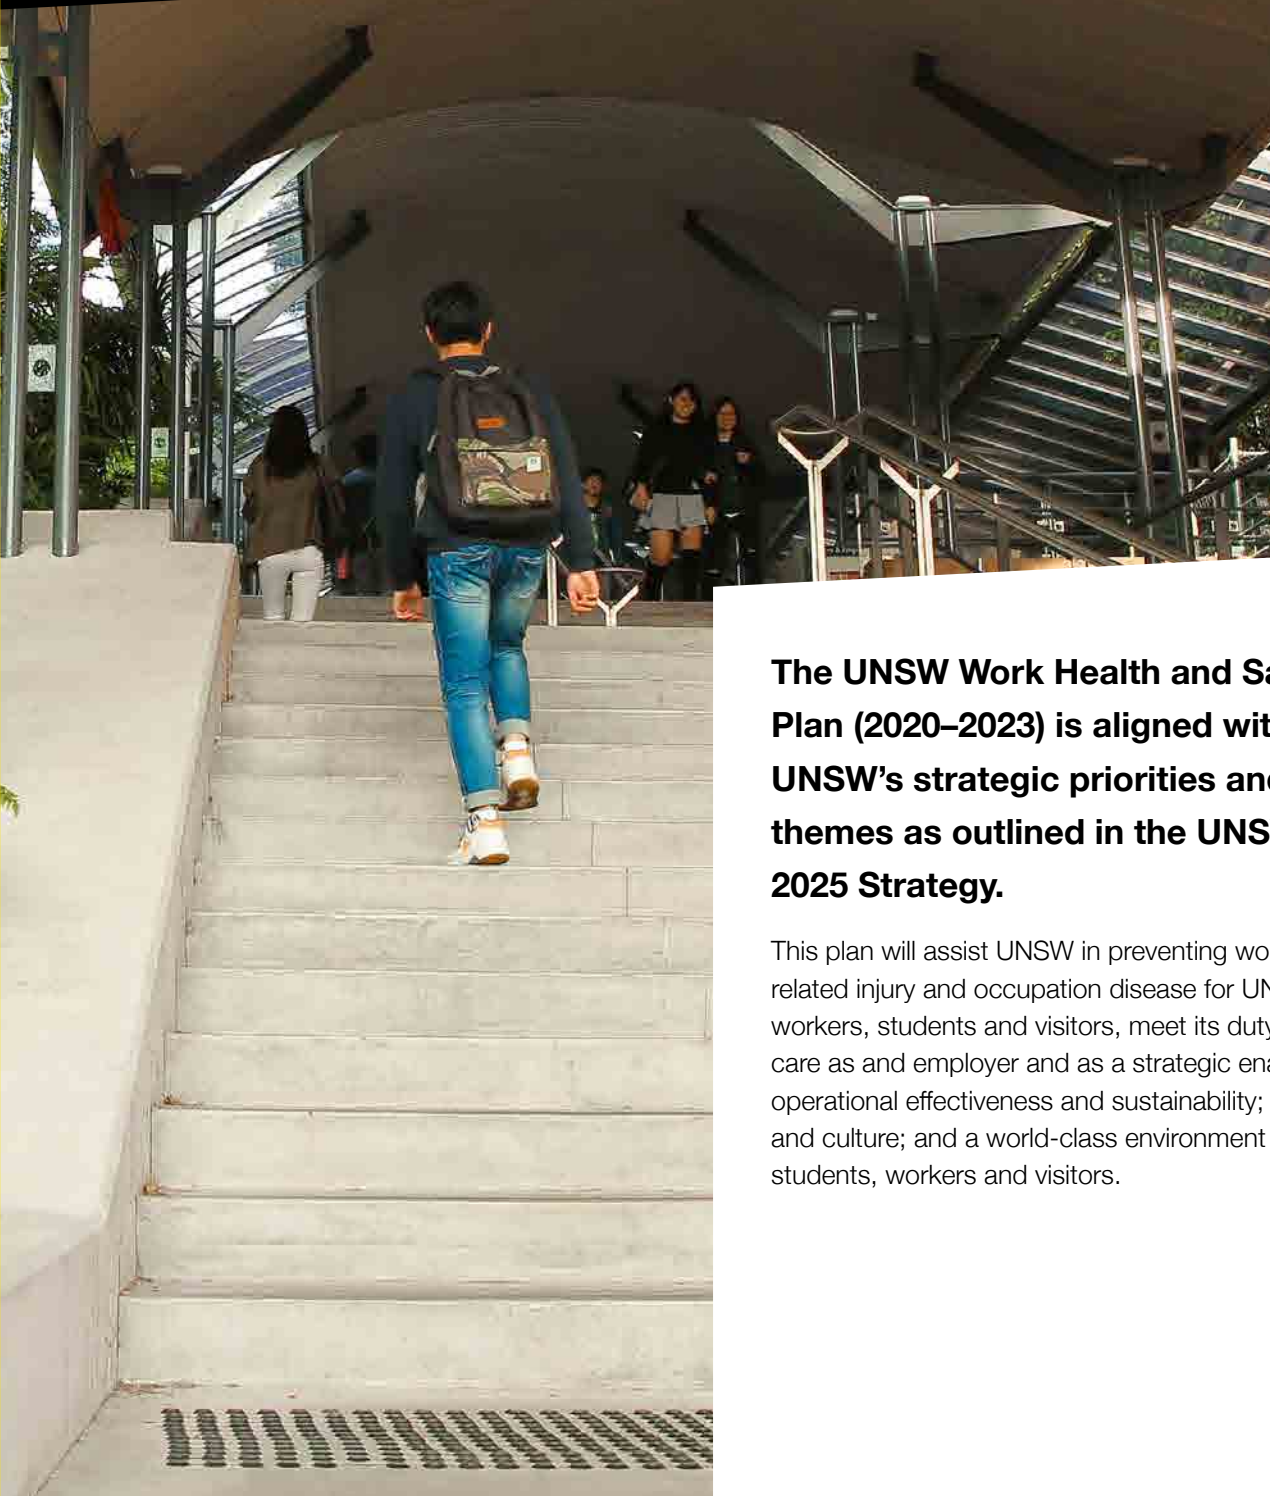 The UNSW Work Health and Sa
Plan (2020–2023) is aligned wit
UNSW’s strategic priorities an
themes as outlined in the UNS
2025 Strategy.
This plan will assist UNSW in preventing wo
related injury and occupation disease for UN
workers, students and visitors, meet its duty
care as and employer and as a strategic ena
operational effectiveness and sustainability;
and culture; and a world-class environment
students, workers and visitors.